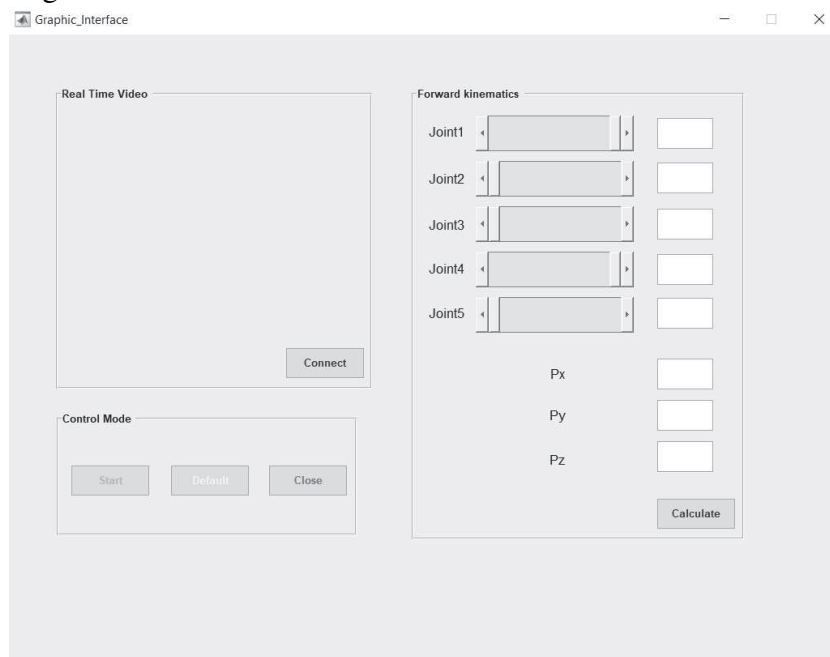 Graphic_Interface
Real Time Video
Connect
Control Mode
Start
Default
Close
Forward kinematics
Joint1
Joint2
Joint3
Joint4
Joint5
Px
Py
Pz
Calculate